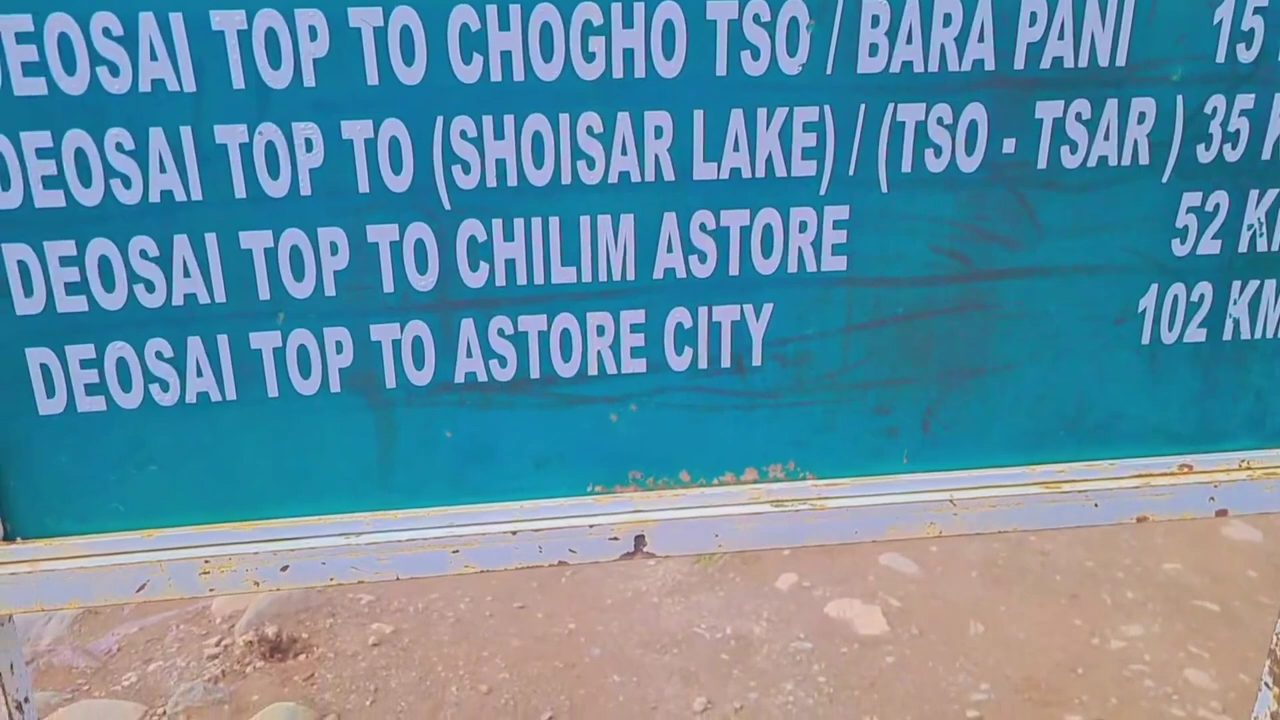 DEOSAI TOP TO CHOGHO TSO / BARA PANI 15
DEOSAI TOP TO (SHOISAR LAKE) / (TSO - TSAR ) 35
DEOSAI TOP TO CHILIM ASTORE 52 KM
DEOSAI TOP TO ASTORE CITY 102 KM